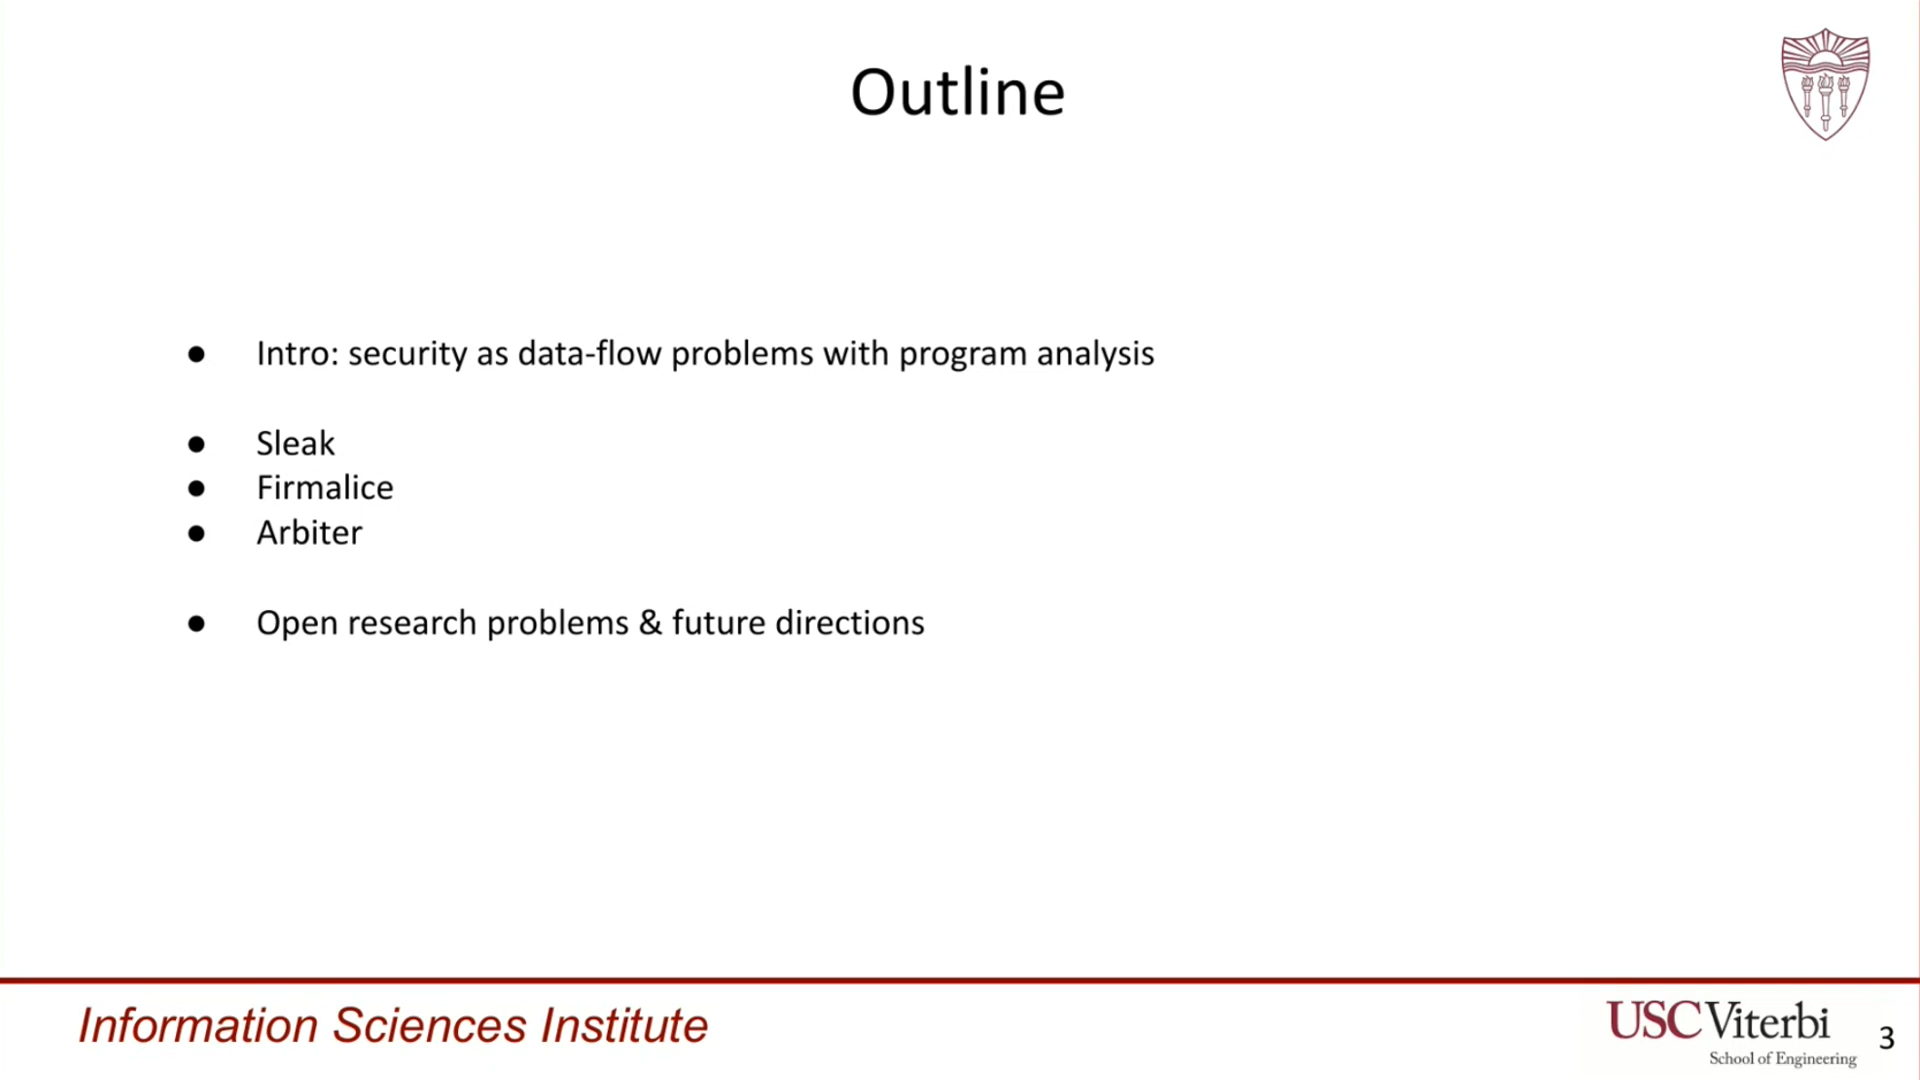 Outline
● Intro: security as data-flow problems with program analysis
● Sleak
● Firmalice
● Arbiter
● Open research problems & future directions
Information Sciences Institute
USC Viterbi
School of Engineering
3